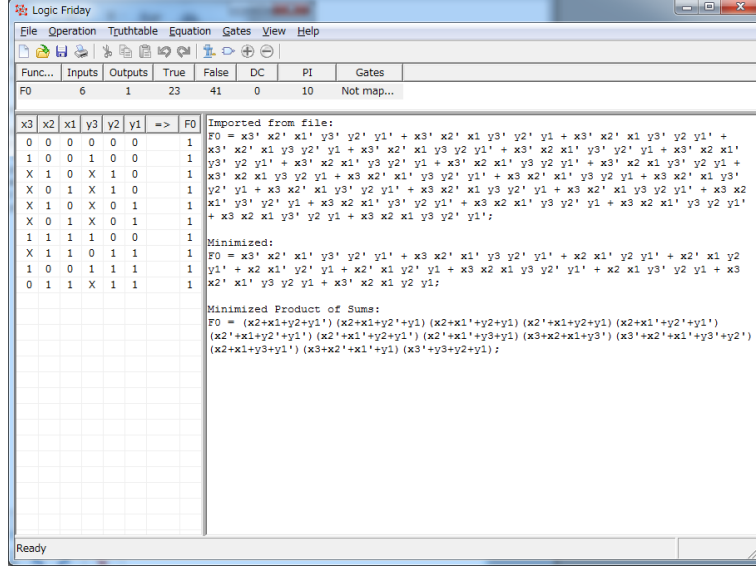 Logic Friday
File Operation Truthtable Equation Gates View Help
Func... Inputs Outputs True False DC PI Gates
F0 6 1 23 41 0 10 Not map...
x3 x2 x1 y3 y2 y1 => F0
0 0 0 0 0 0 1
1 0 0 1 0 0 1
X 1 0 X 1 0 1
X 0 1 X 1 0 1
X 1 0 X 0 1 1
X 0 1 X 0 1 1
1 1 1 1 0 0 1
X 1 1 0 1 1 1
1 0 0 1 1 1 1
0 1 1 X 1 1 1
Imported from file:
F0 = x3' x2' x1' y3' y2' y1' + x3' x2' x1 y3' y2' y1 + x3' x2' x1 y3' y2 y1' +
x3' x2' x1 y3 y2' y1 + x3' x2' x1 y3 y2 y1' + x3' x2 x1' y3' y2' y1 + x3' x2 x1'
y3' y2 y1' + x3' x2 x1' y3 y2' y1 + x3' x2 x1' y3 y2 y1' + x3' x2 x1 y3' y2 y1 +
x3' x2 x1 y3 y2 y1 + x3 x2' x1' y3 y2' y1' + x3 x2' x1' y3 y2 y1 + x3 x2' x1 y3'
y2' y1 + x3 x2' x1 y3' y2 y1' + x3 x2' x1 y3 y2' y1 + x3 x2' x1 y3 y2 y1' + x3 x2
x1' y3' y2' y1 + x3 x2 x1' y3' y2 y1' + x3 x2 x1' y3 y2' y1 + x3 x2 x1' y3 y2 y1'
+ x3 x2 x1 y3' y2 y1 + x3 x2 x1 y3 y2' y1';
Minimized:
F0 = x3' x2' x1' y3' y2' y1' + x3 x2' x1' y3 y2' y1' + x2 x1' y2 y1' + x2' x1 y2
y1' + x2 x1' y2' y1 + x2' x1 y2' y1 + x3 x2 x1 y3 y2' y1' + x2 x1 y3' y2 y1 + x3
x2' x1' y3 y2 y1 + x3' x2 x1 y2 y1;
Minimized Product of Sums:
F0 = (x2+x1+y2+y1')(x2+x1+y2'+y1)(x2+x1'+y2+y1)(x2'+x1+y2+y1)(x2+x1'+y2'+y1')
(x2'+x1+y2'+y1')(x2'+x1'+y2+y1')(x2'+x1'+y3+y1)(x3+x2+x1+y3')(x3'+x2'+x1'+y3'+y2')
(x2+x1+y3+y1')(x3+x2'+x1'+y1)(x3'+y3+y2+y1);
Ready